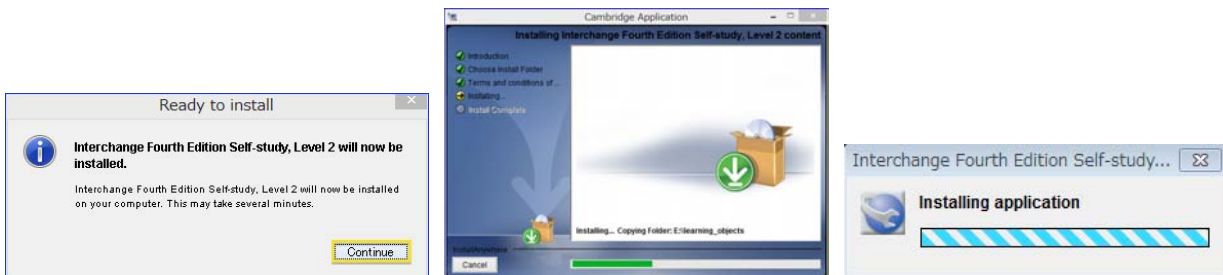 Ready to install
Interchange Fourth Edition Self-study, Level 2 will now be
installed.
Interchange Fourth Edition Self-study, Level 2 will now be installed
on your computer. This may take several minutes.
Continue
Cambridge Application
Installing Interchange Fourth Edition Self-study, Level 2 content
Introduction
Choose Install Folder
Terms and conditions of...
Installing...
Install Complete
Installing... Copying Folder: E:\learning_objects
InstallAnywhere
Cancel
Interchange Fourth Edition Self-study...
Installing application